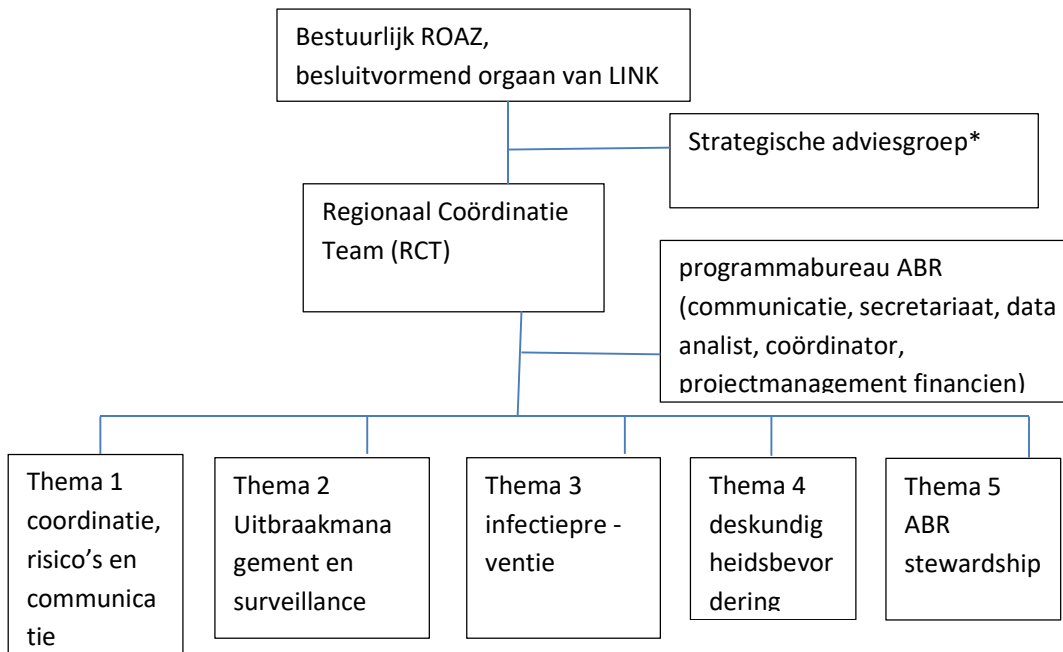 Bestuurlijk ROAZ,
besluitvormend orgaan van LINK
Strategische adviesgroep*
Regionaal Coördinatie
Team (RCT)
programmabureau ABR
(communicatie, secretariaat, data
analist, coördinator,
projectmanagement financien)
Thema 1
coordinatie,
risico’s en
communica
tie
Thema 2
Uitbraakmana
gement en
surveillance
Thema 3
infectiepre -
ventie
Thema 4
deskundig
heidsbevor
dering
Thema 5
ABR
stewardship